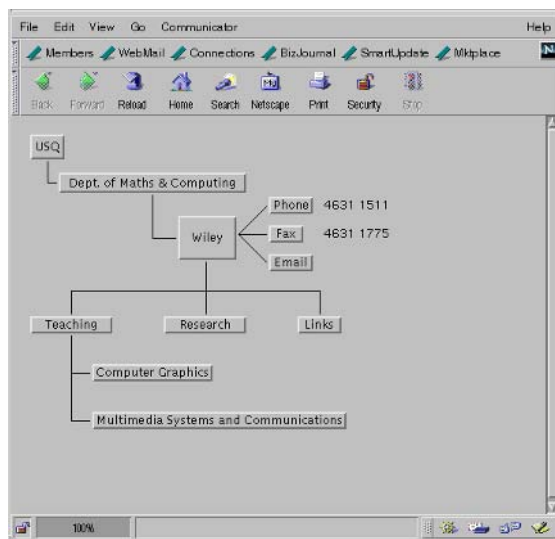 File Edit View Go Communicator Help
Members WebMail Connections BizJournal SmartUpdate Mktplace
N
Back Forward Reload Home Search Netscape Print Security Stop
USQ
Dept. of Maths & Computing
Phone 4631 1511
Wiley
Fax 4631 1775
Email
Teaching Research Links
Computer Graphics
Multimedia Systems and Communications
100%